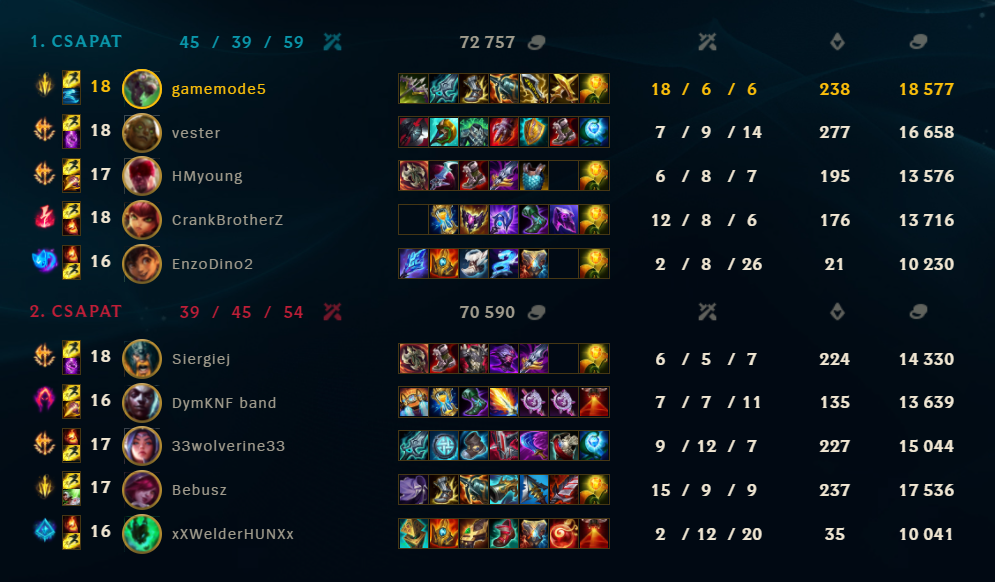 1. CSAPAT 45 / 39 / 59 72 757
18 gamemode5 18 / 6 / 6 238 18 577
18 vester 7 / 9 / 14 277 16 658
17 HMyoung 6 / 8 / 7 195 13 576
18 CrankBrotherZ 12 / 8 / 6 176 13 716
16 EnzoDino2 2 / 8 / 26 21 10 230
2. CSAPAT 39 / 45 / 54 70 590
18 Siergiej 6 / 5 / 7 224 14 330
16 DymKNF band 7 / 7 / 11 135 13 639
17 33wolverine33 9 / 12 / 7 227 15 044
17 Bebusz 15 / 9 / 9 237 17 536
16 xXWelderHUNXx 2 / 12 / 20 35 10 041